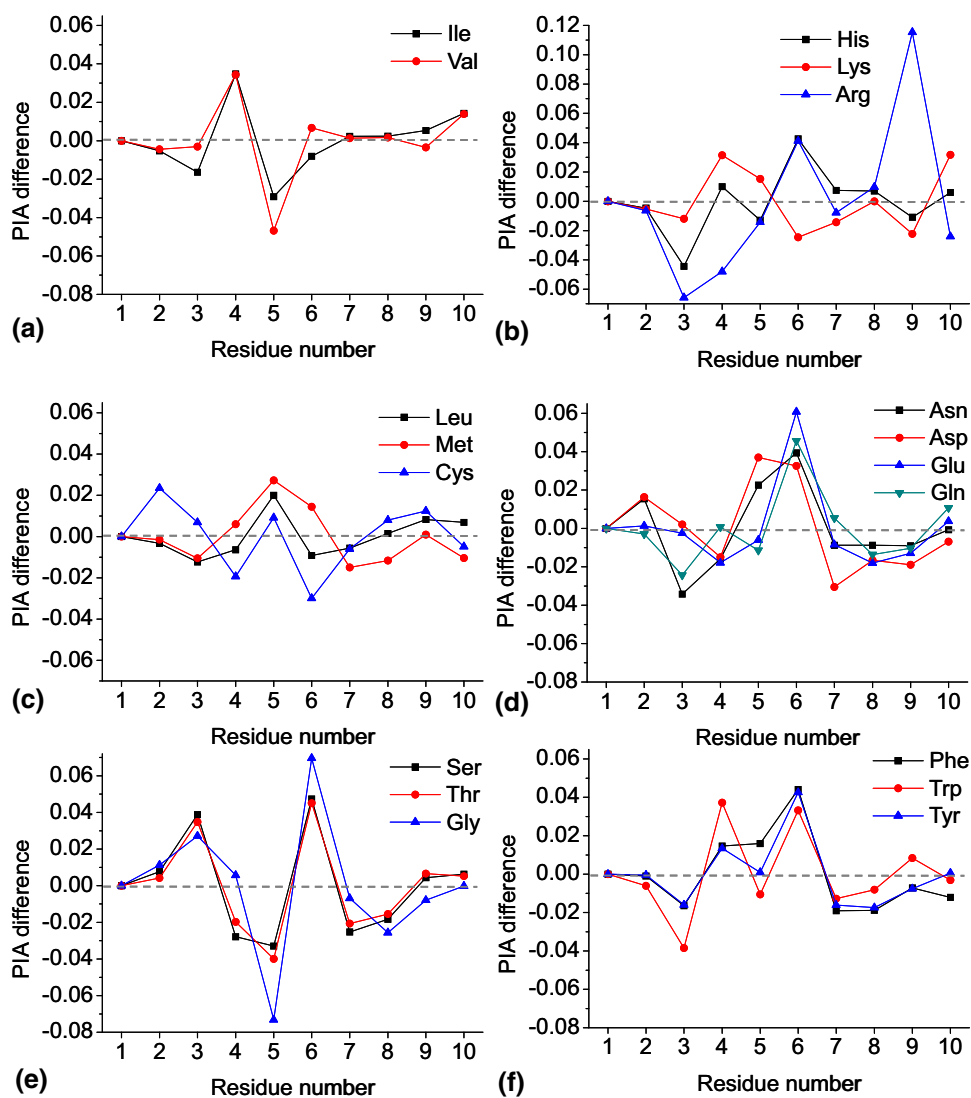 0.06
0.04
0.02
0.00
-0.02
-0.04
-0.06
-0.08
PIA difference
Ile
Val
1 2 3 4 5 6 7 8 9 10
Residue number
(a)
0.12
0.10
0.08
0.06
0.04
0.02
0.00
-0.02
-0.04
-0.06
PIA difference
His
Lys
Arg
1 2 3 4 5 6 7 8 9 10
Residue number
(b)
0.06
0.04
0.02
0.00
-0.02
-0.04
-0.06
PIA difference
Leu
Met
Cys
1 2 3 4 5 6 7 8 9 10
Residue number
(c)
0.06
0.04
0.02
0.00
-0.02
-0.04
-0.06
-0.08
PIA difference
Asn
Asp
Glu
Gln
1 2 3 4 5 6 7 8 9 10
Residue number
(d)
0.06
0.04
0.02
0.00
-0.02
-0.04
-0.06
-0.08
PIA difference
Ser
Thr
Gly
1 2 3 4 5 6 7 8 9 10
Residue number
(e)
0.06
0.04
0.02
0.00
-0.02
-0.04
-0.06
-0.08
PIA difference
Phe
Trp
Tyr
1 2 3 4 5 6 7 8 9 10
Residue number
(f)